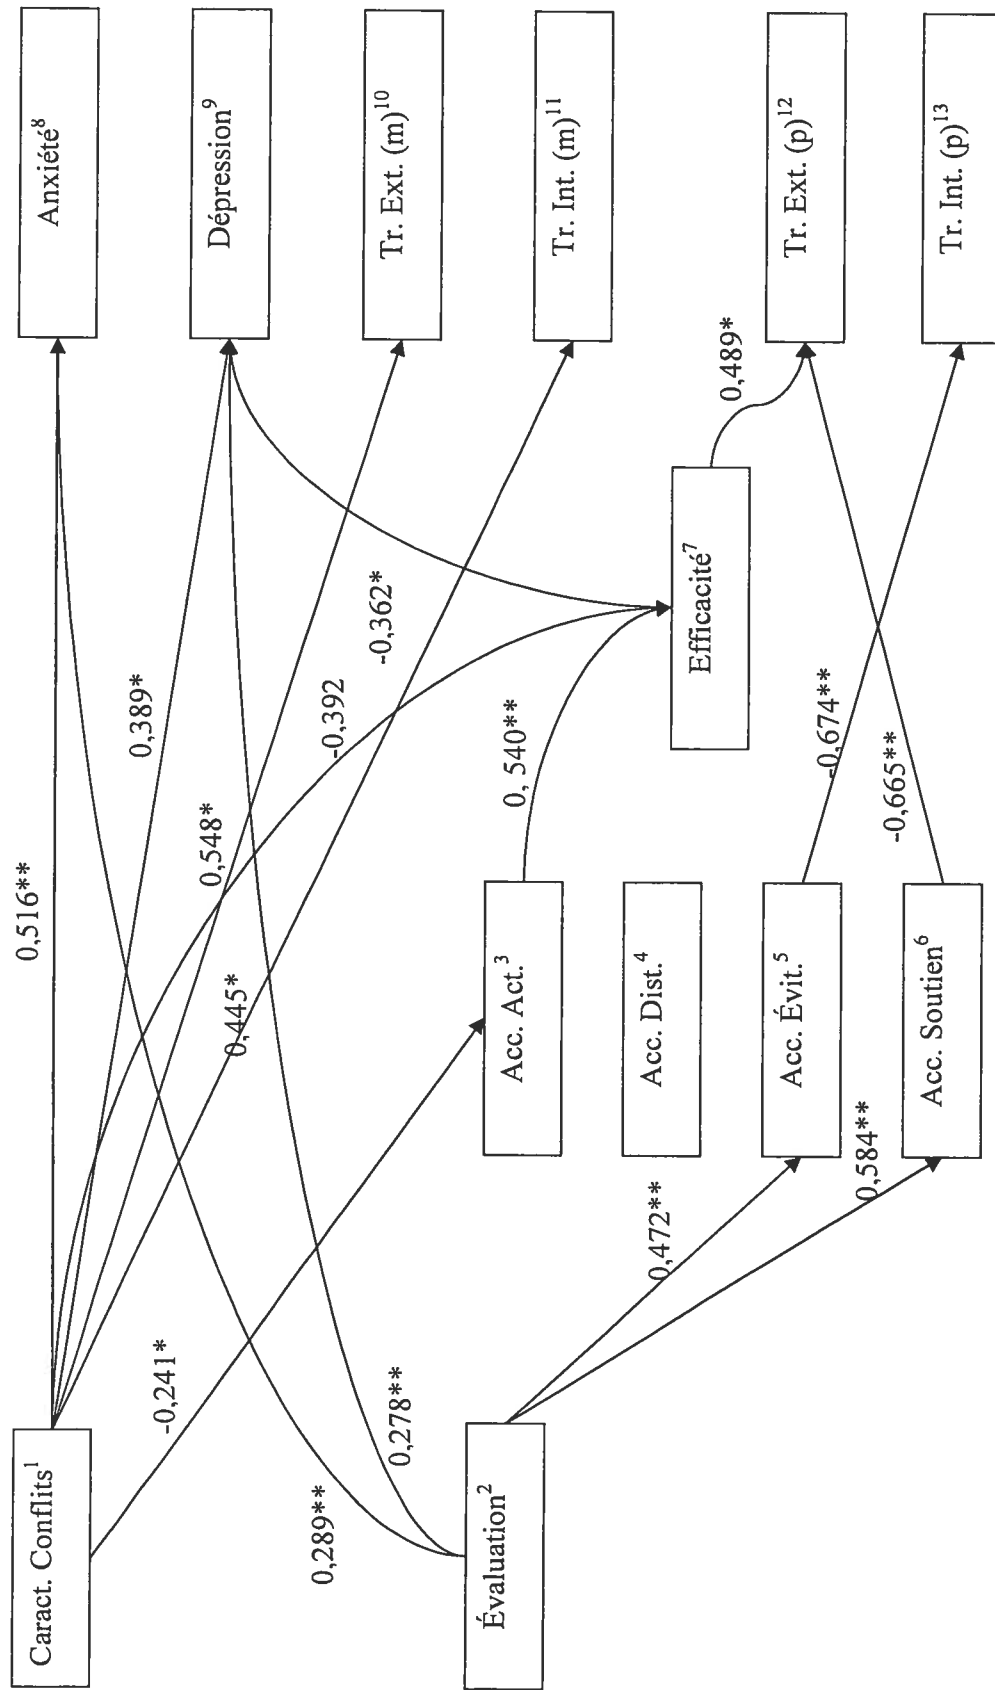 Caract. Conflits¹
Évaluation²
0,516**
0,389*
0,548*
0,445*
-0,392
-0,362*
-0,241*
0,289**
0,278**
0,472**
0,584**
Acc. Act.³
Acc. Dist.⁴
Acc. Évit.⁵
Acc. Soutien⁶
0, 540**
Efficacité⁷
0,489*
-0,674**
-0,665**
Anxiété⁸
Dépression⁹
Tr. Ext. (m)¹⁰
Tr. Int. (m)¹¹
Tr. Ext. (p)¹²
Tr. Int. (p)¹³